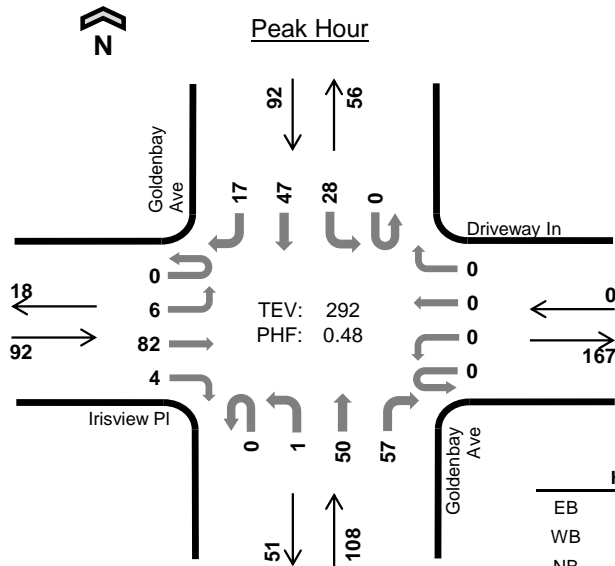 Peak Hour
N
92
56
Goldenbay
Ave
17
47
28
0
Driveway In
0
6
82
4
18
92
TEV: 292
PHF: 0.48
0
0
0
0
0
167
Irisview Pl
0
1
50
57
Goldenbay
Ave
51
108
EB
WB